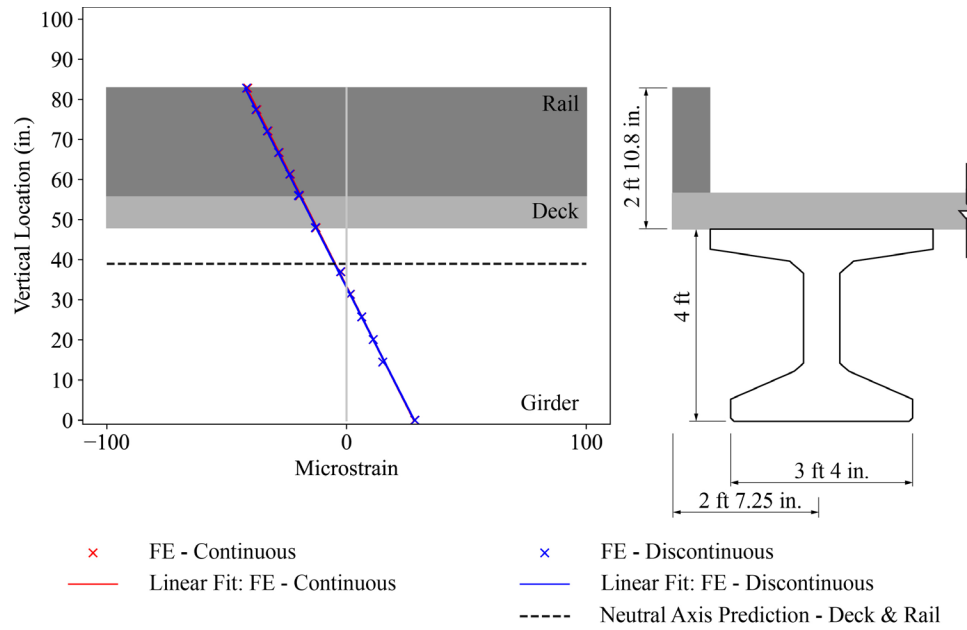 100
90
80
70
60
50
40
30
20
10
0
Vertical Location (in.)
Rail
Deck
Girder
−100
0
100
Microstrain
2 ft 10.8 in.
4 ft
3 ft 4 in.
2 ft 7.25 in.
FE - Continuous
Linear Fit: FE - Continuous
FE - Discontinuous
Linear Fit: FE - Discontinuous
Neutral Axis Prediction - Deck & Rail